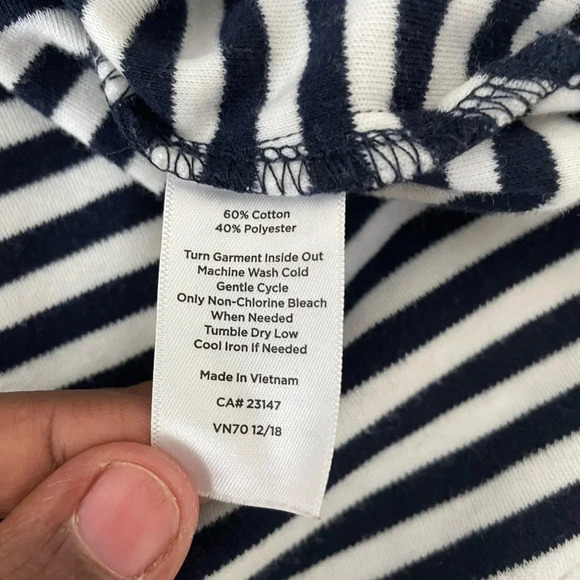 60% Cotton
40% Polyester
Turn Garment Inside Out
Machine Wash Cold
Gentle Cycle
Only Non-Chlorine Bleach
When Needed
Tumble Dry Low
Cool Iron If Needed
Made In Vietnam
CA# 23147
VN70 12/18